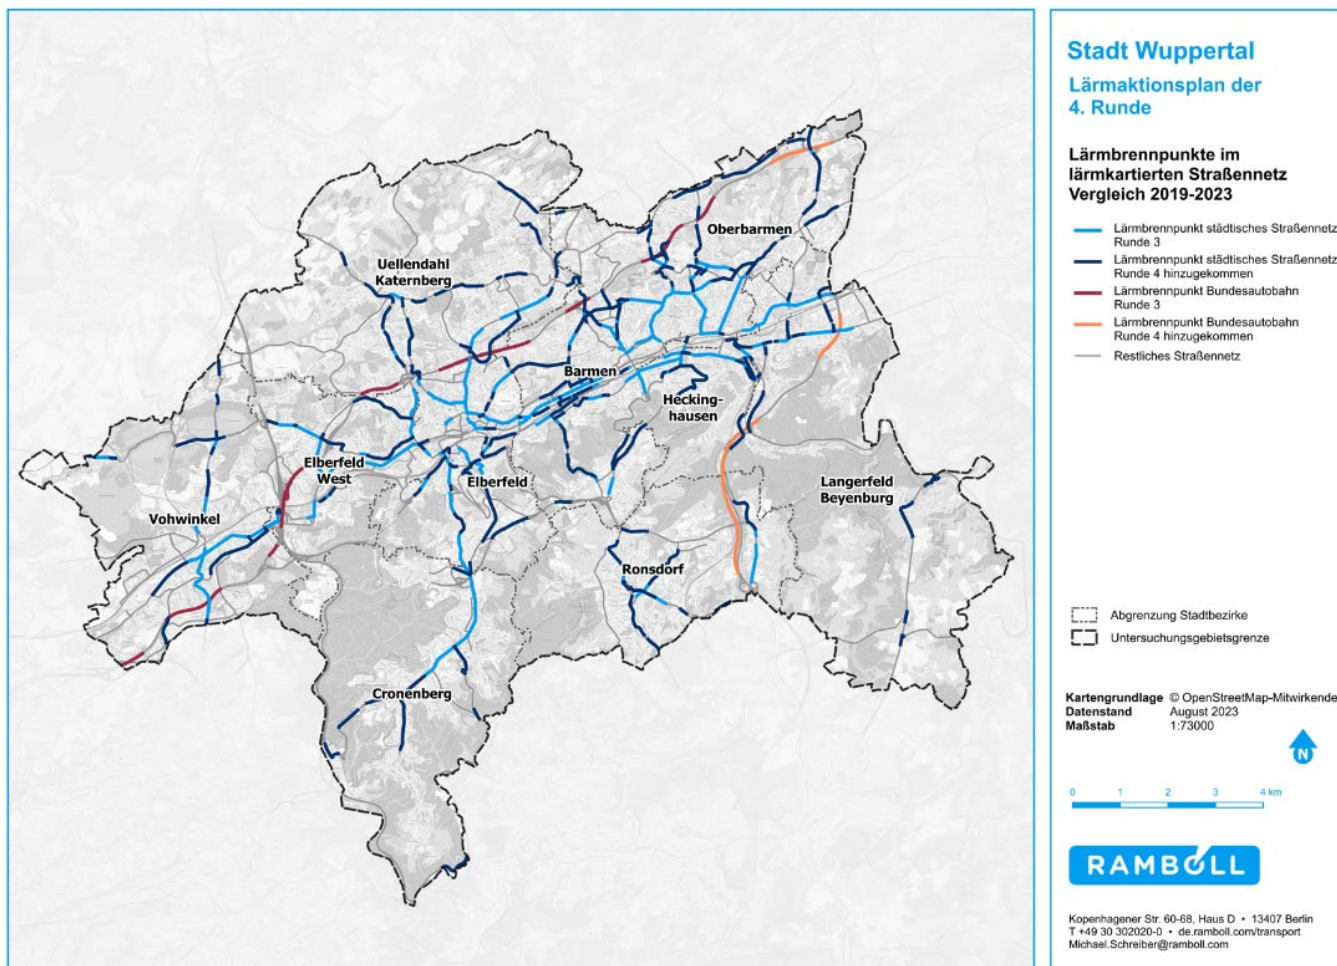 Stadt Wuppertal
Lärmaktionsplan der
4. Runde
Lärmbrennpunkte im
lärmkartierten Straßennetz
Vergleich 2019-2023
Lärmbrennpunkt städtisches Straßennetz
Runde 3
Lärmbrennpunkt städtisches Straßennetz
Runde 4 hinzugekommen
Lärmbrennpunkt Bundesautobahn
Runde 3
Lärmbrennpunkt Bundesautobahn
Runde 4 hinzugekommen
Restliches Straßennetz
Oberbarmen
Uellendahl
Katernberg
Barmen
Hecking-
hausen
Elberfeld
West
Elberfeld
Langerfeld
Beyenburg
Vohwinkel
Ronsdorf
Cronenberg
Abgrenzung Stadtbezirke
Untersuchungsgebietsgrenze
Kartengrundlage © OpenStreetMap-Mitwirkende
Datenstand August 2023
Maßstab 1:73000
N
0 1 2 3 4 km
RAMBOLL
Kopenhagener Str. 60-68, Haus D • 13407 Berlin
T +49 30 302020-0 • de.ramboll.com/transport
Michael.Schreiber@ramboll.com